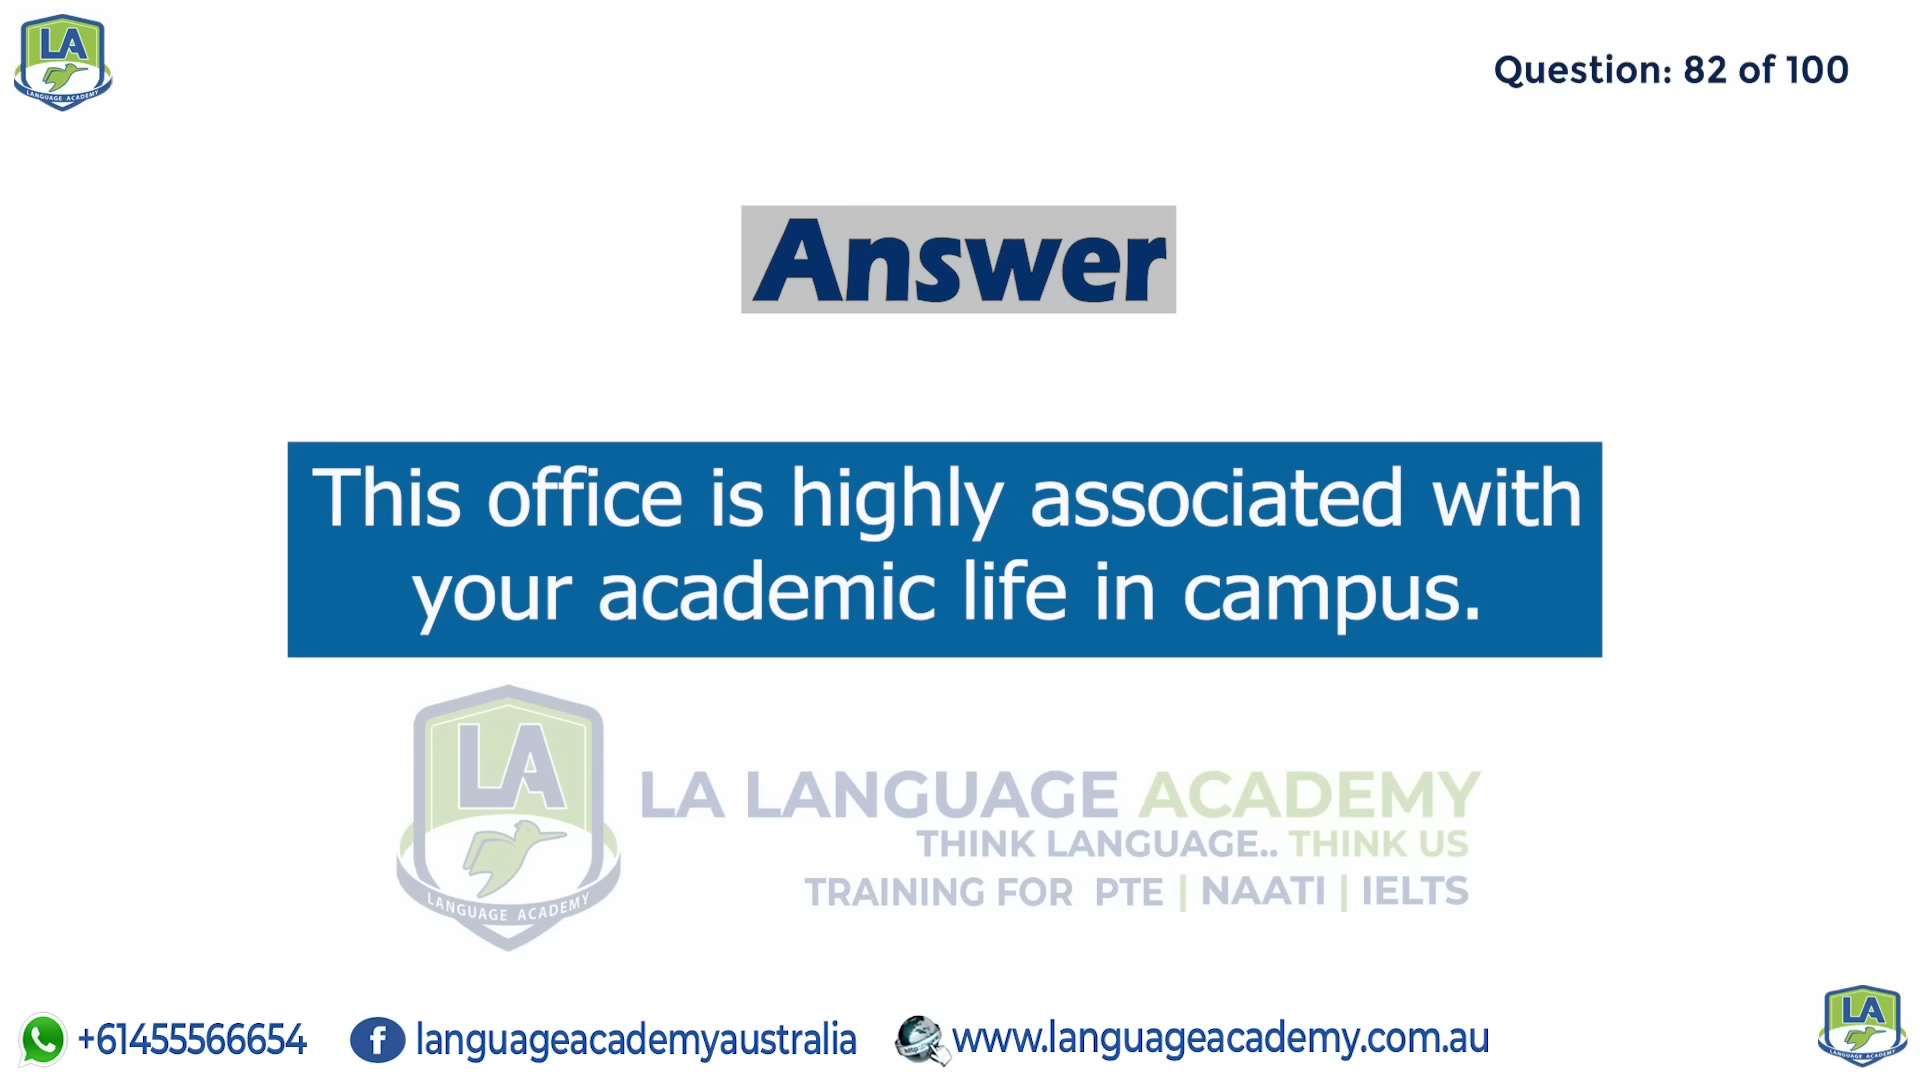 LA
LANGUAGE ACADEMY
Question: 82 of 100
Answer
This office is highly associated with
your academic life in campus.
LA
LANGUAGE ACADEMY
LA LANGUAGE ACADEMY
THINK LANGUAGE.. THINK US
TRAINING FOR PTE | NAATI | IELTS
+61455566654
f languageacademyaustralia
www.languageacademy.com.au
LA
LANGUAGE ACADEMY